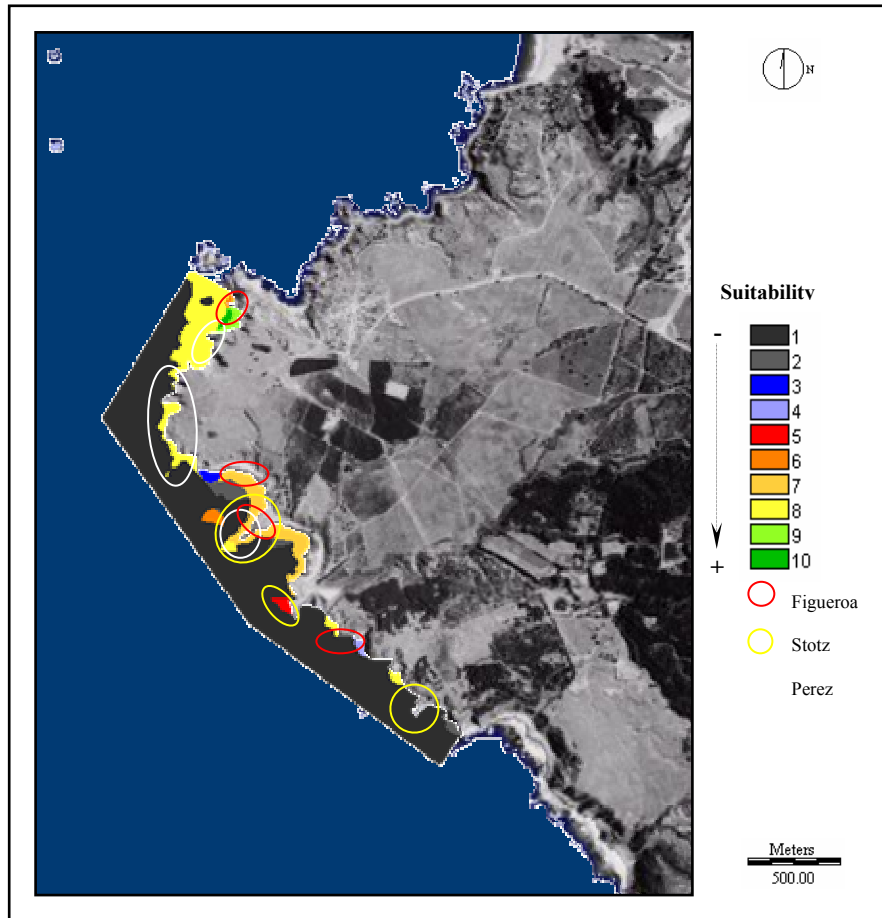 N
Suitability
-
1
2
3
4
5
6
7
8
9
10
+
Figueroa
Stotz
Perez
Meters
500.00